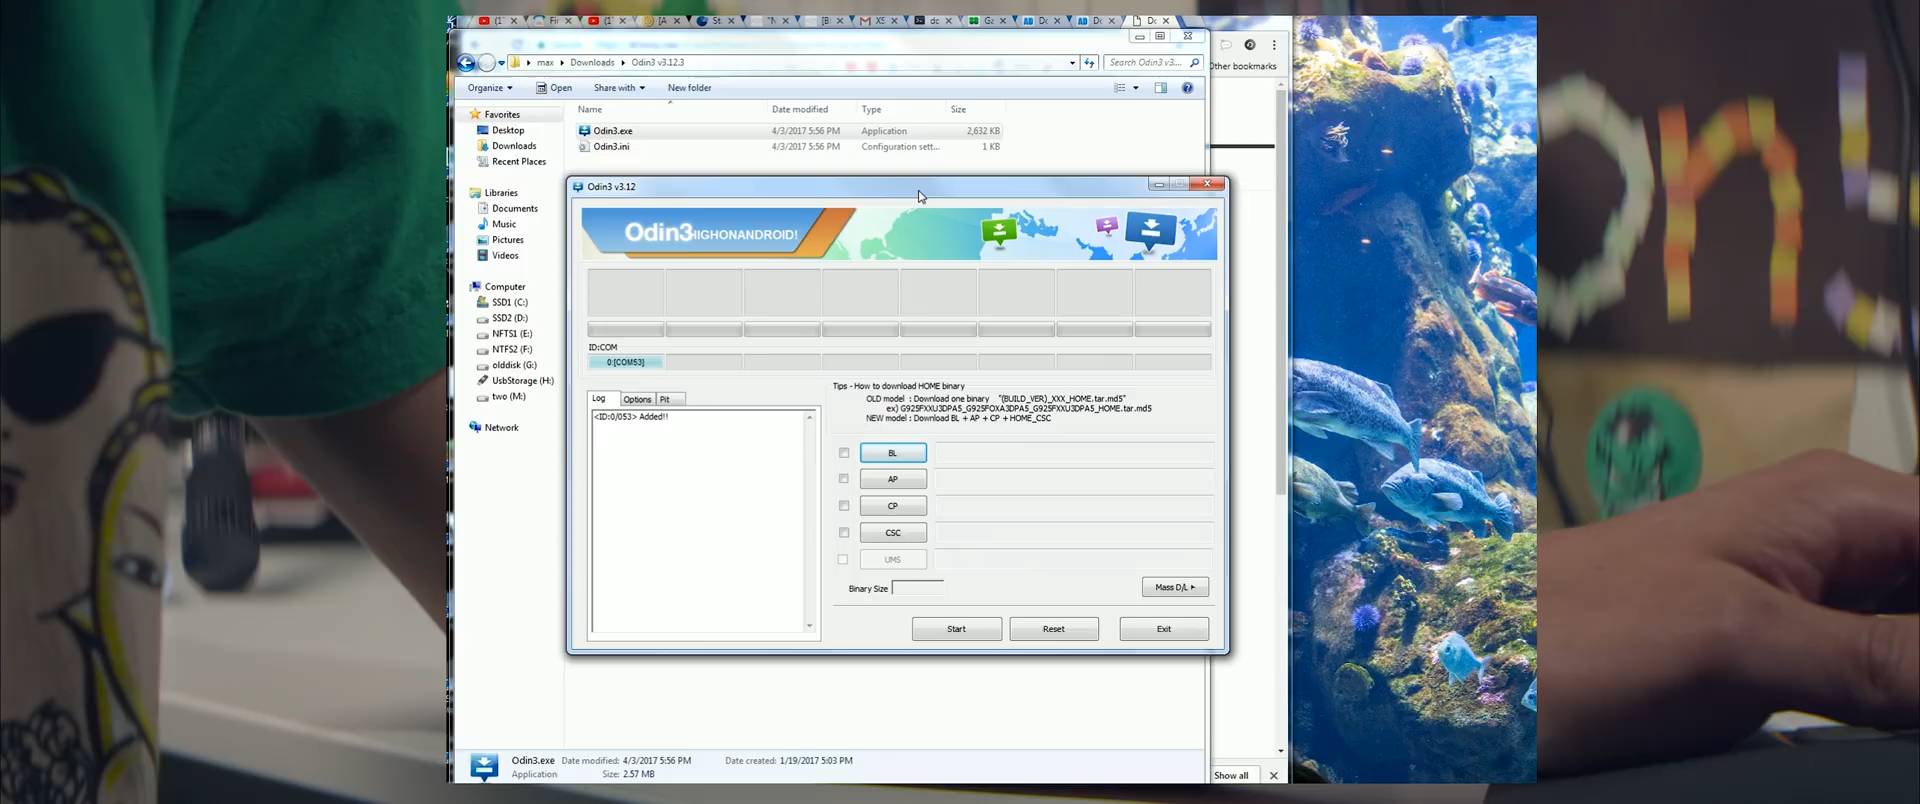 max ▸ Downloads ▸ Odin3 v3.12.3
Search Odin3 v3....
Other bookmarks
Organize ▾ Open Share with ▾ New folder
Name Date modified Type Size
Odin3.exe 4/3/2017 5:56 PM Application 2,632 KB
Odin3.ini 4/3/2017 5:56 PM Configuration sett... 1 KB
Favorites
Desktop
Downloads
Recent Places
Libraries
Documents
Music
Pictures
Videos
Computer
SSD1 (C:)
SSD2 (D:)
NFTS1 (E:)
NTFS2 (F:)
olddisk (G:)
UsbStorage (H:)
two (M:)
Network
Odin3 v3.12
Odin3 HIGHONANDROID!
ID:COM
0:[COM53]
Log Options Pit
<ID:0/053> Added!!
Tips - How to download HOME binary
OLD model : Download one binary "(BUILD_VER)_XXX_HOME.tar.md5"
ex) G925FXXU3DPA5_G925FOXA3DPA5_G925FXXU3DPA5_HOME.tar.md5
NEW model : Download BL + AP + CP + HOME_CSC
BL
AP
CP
CSC
UMS
Binary Size
Mass D/L ▸
Start Reset Exit
Odin3.exe Date modified: 4/3/2017 5:56 PM Date created: 1/19/2017 5:03 PM
Application Size: 2.57 MB
Show all